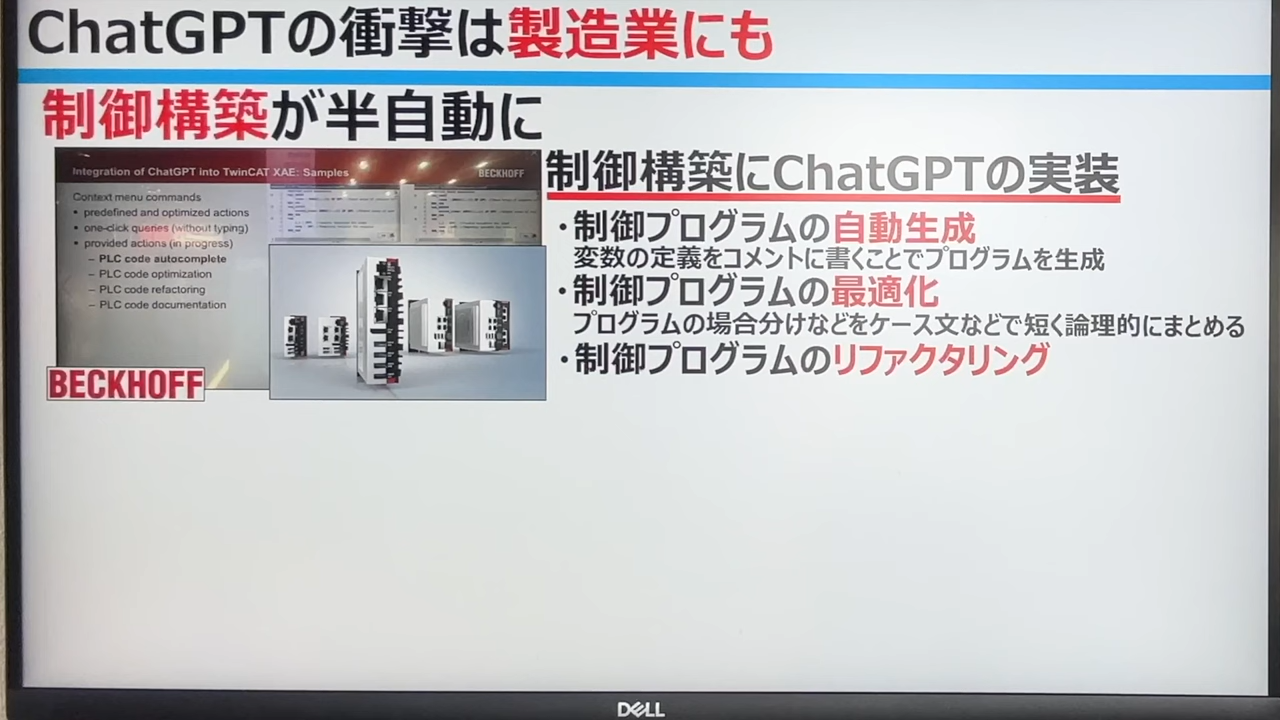 ChatGPTの衝撃は製造業にも
制御構築が半自動に
Integration of ChatGPT into TwinCAT XAE: Samples
BECKHOFF
Context menu commands
• predefined and optimized actions
• one-click queries (without typing)
• provided actions (in progress)
– PLC code autocomplete
– PLC code optimization
– PLC code refactoring
– PLC code documentation
BECKHOFF
制御構築にChatGPTの実装
・制御プログラムの自動生成
変数の定義をコメントに書くことでプログラムを生成
・制御プログラムの最適化
プログラムの場合分けなどをケース文などで短く論理的にまとめる
・制御プログラムのリファクタリング
DELL